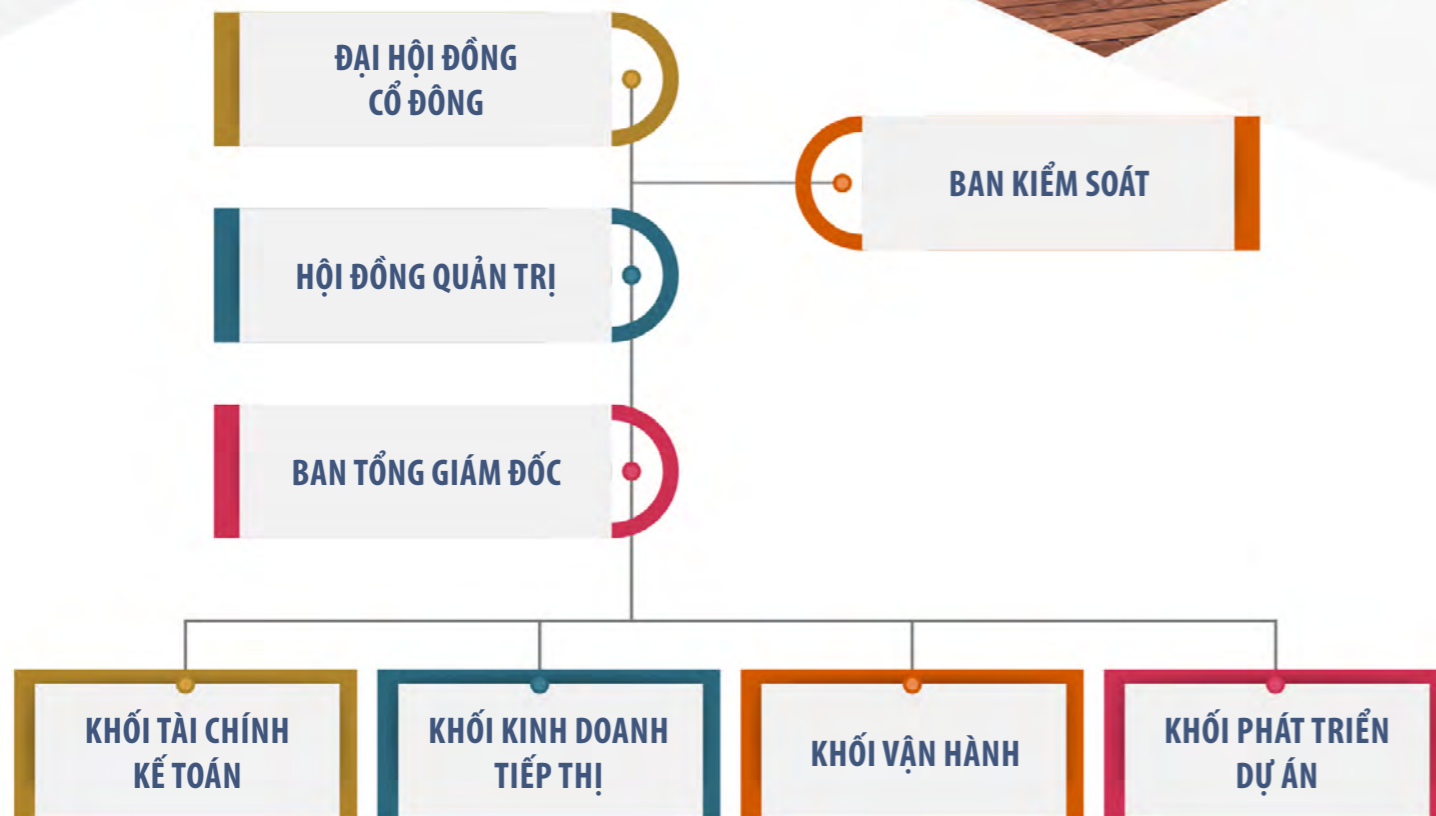 ĐẠI HỘI ĐỒNG
CỔ ĐÔNG
BAN KIỂM SOÁT
HỘI ĐỒNG QUẢN TRỊ
BAN TỔNG GIÁM ĐỐC
KHỐI TÀI CHÍNH
KẾ TOÁN
KHỐI KINH DOANH
TIẾP THỊ
KHỐI VẬN HÀNH
KHỐI PHÁT TRIỂN
DỰ ÁN